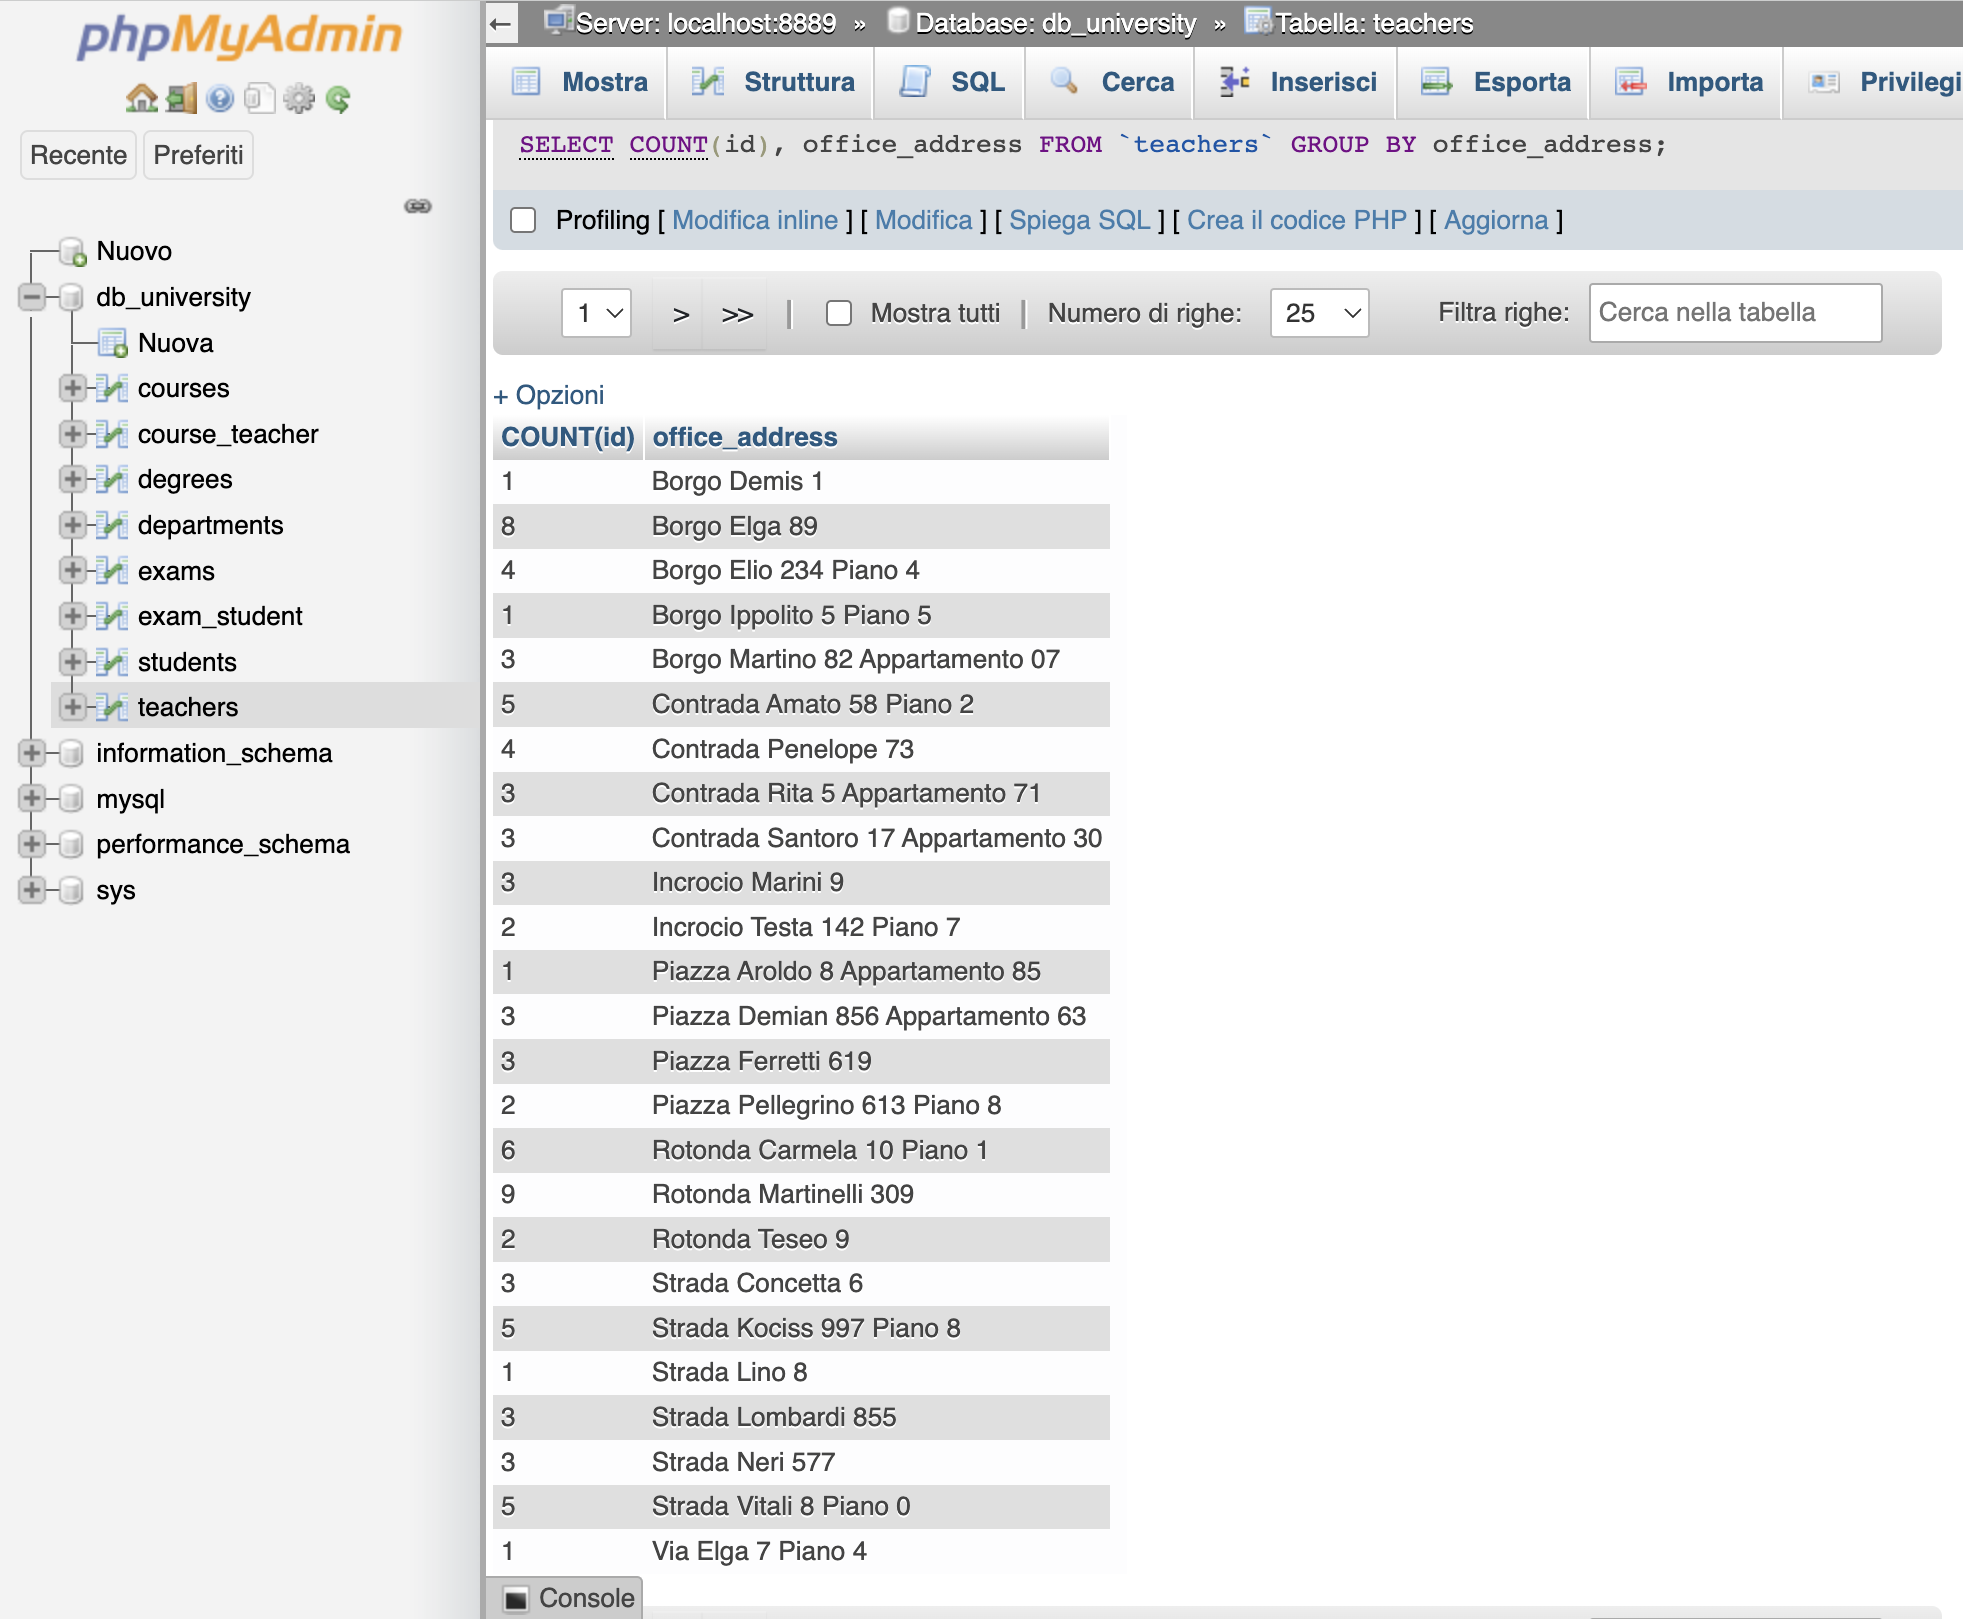 phpMyAdmin
Recente Preferiti
Nuovo
db_university
Nuova
courses
course_teacher
degrees
departments
exams
exam_student
students
teachers
information_schema
mysql
performance_schema
sys
Server: localhost:8889 » Database: db_university » Tabella: teachers
Mostra Struttura SQL Cerca Inserisci Esporta Importa Privilegi
SELECT COUNT(id), office_address FROM `teachers` GROUP BY office_address;
Profiling [ Modifica inline ] [ Modifica ] [ Spiega SQL ] [ Crea il codice PHP ] [ Aggiorna ]
1 > >> | Mostra tutti | Numero di righe: 25 Filtra righe: Cerca nella tabella
+ Opzioni
COUNT(id) office_address
1 Borgo Demis 1
8 Borgo Elga 89
4 Borgo Elio 234 Piano 4
1 Borgo Ippolito 5 Piano 5
3 Borgo Martino 82 Appartamento 07
5 Contrada Amato 58 Piano 2
4 Contrada Penelope 73
3 Contrada Rita 5 Appartamento 71
3 Contrada Santoro 17 Appartamento 30
3 Incrocio Marini 9
2 Incrocio Testa 142 Piano 7
1 Piazza Aroldo 8 Appartamento 85
3 Piazza Demian 856 Appartamento 63
3 Piazza Ferretti 619
2 Piazza Pellegrino 613 Piano 8
6 Rotonda Carmela 10 Piano 1
9 Rotonda Martinelli 309
2 Rotonda Teseo 9
3 Strada Concetta 6
5 Strada Kociss 997 Piano 8
1 Strada Lino 8
3 Strada Lombardi 855
3 Strada Neri 577
5 Strada Vitali 8 Piano 0
1 Via Elga 7 Piano 4
Console